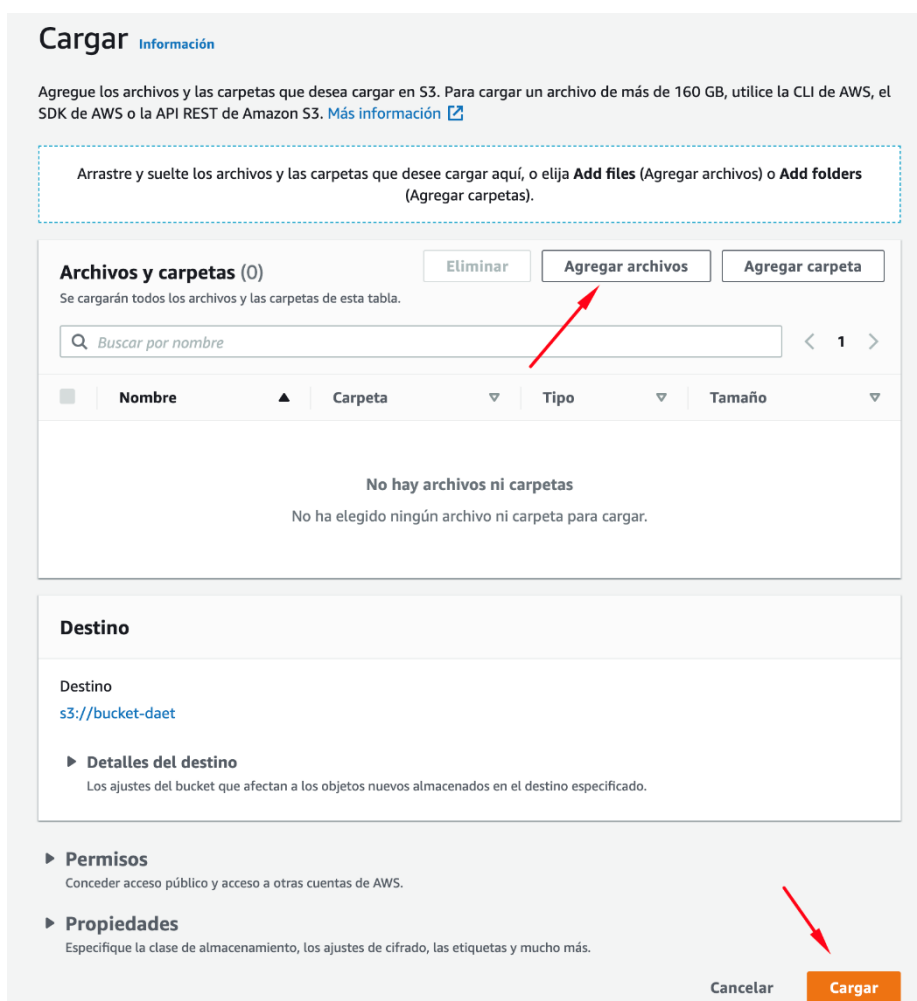 Cargar Información
Agregue los archivos y las carpetas que desea cargar en S3. Para cargar un archivo de más de 160 GB, utilice la CLI de AWS, el
SDK de AWS o la API REST de Amazon S3. Más información
Arrastre y suelte los archivos y las carpetas que desee cargar aquí, o elija Add files (Agregar archivos) o Add folders
(Agregar carpetas).
Archivos y carpetas (0) Eliminar Agregar archivos Agregar carpeta
Se cargarán todos los archivos y las carpetas de esta tabla.
Buscar por nombre 1
Nombre Carpeta Tipo Tamaño
No hay archivos ni carpetas
No ha elegido ningún archivo ni carpeta para cargar.
Destino
Destino
s3://bucket-daet
Detalles del destino
Los ajustes del bucket que afectan a los objetos nuevos almacenados en el destino especificado.
Permisos
Conceder acceso público y acceso a otras cuentas de AWS.
Propiedades
Especifique la clase de almacenamiento, los ajustes de cifrado, las etiquetas y mucho más.
Cancelar Cargar